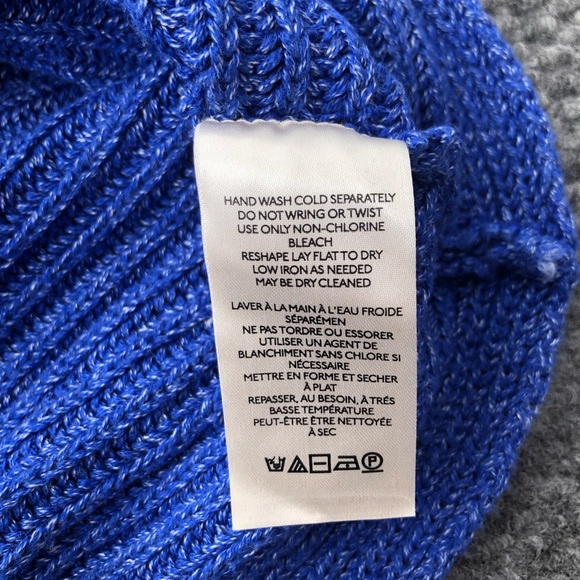 HAND WASH COLD SEPARATELY
DO NOT WRING OR TWIST
USE ONLY NON-CHLORINE
BLEACH
RESHAPE LAY FLAT TO DRY
LOW IRON AS NEEDED
MAY BE DRY CLEANED
LAVER À LA MAIN À L'EAU FROIDE
SÉPARÉMEN
NE PAS TORDRE OU ESSORER
UTILISER UN AGENT DE
BLANCHIMENT SANS CHLORE SI
NÉCESSAIRE
METTRE EN FORME ET SECHER
À PLAT
REPASSER, AU BESOIN, À TRÉS
BASSE TEMPÉRATURE
PEUT-ÊTRE ÊTRE NETTOYÉE
À SEC
P